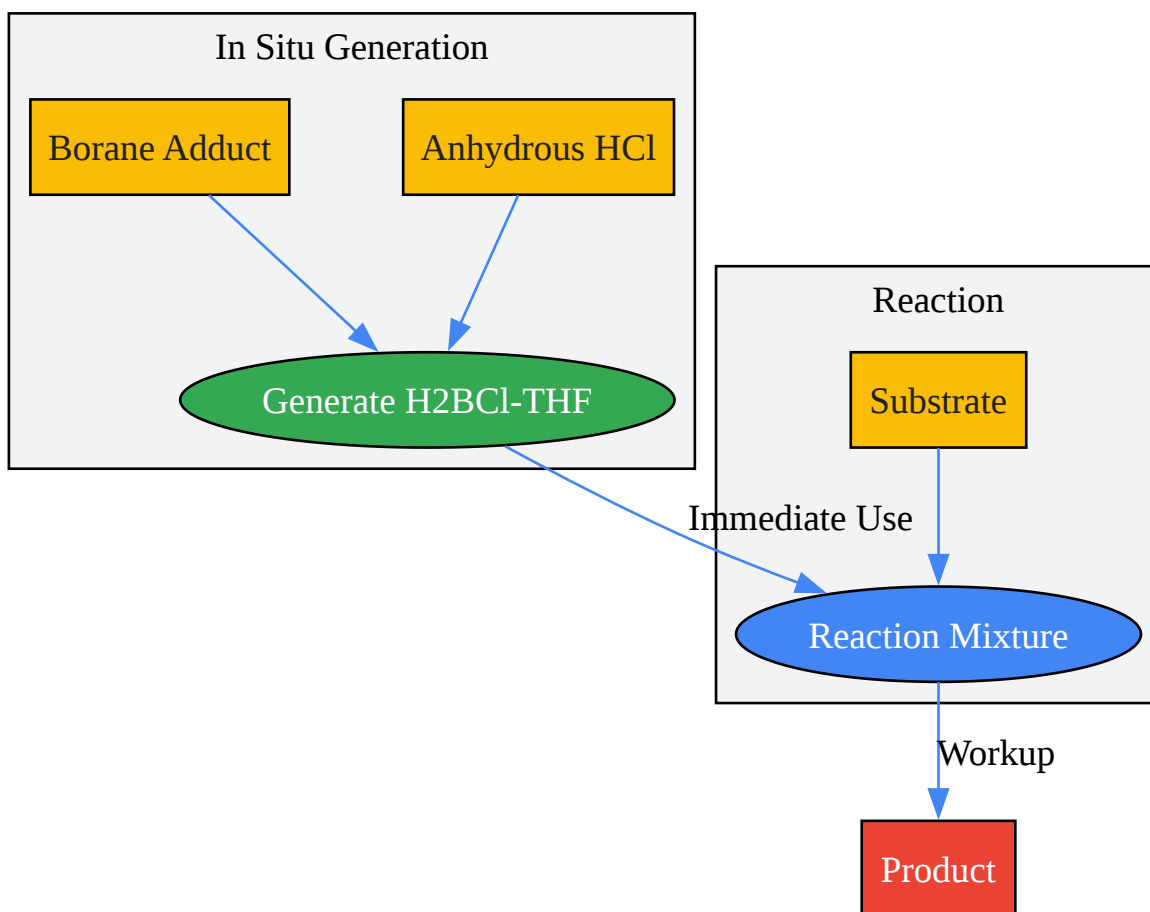 In Situ Generation
Borane Adduct
Anhydrous HCl
Generate H2BCl-THF
Reaction
Substrate
Immediate Use
Reaction Mixture
Workup
Product